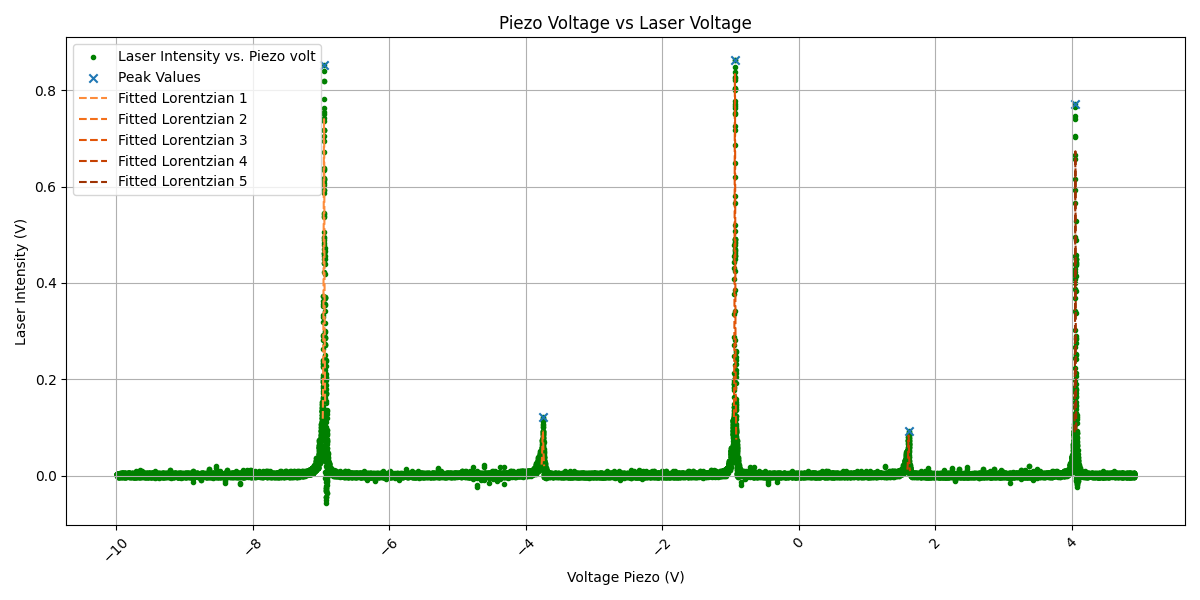 Piezo Voltage vs Laser Voltage
Laser Intensity vs. Piezo volt
Peak Values
Fitted Lorentzian 1
Fitted Lorentzian 2
Fitted Lorentzian 3
Fitted Lorentzian 4
Fitted Lorentzian 5
Laser Intensity (V)
0.8
0.6
0.4
0.2
0.0
−10
−8
−6
−4
−2
0
2
4
Voltage Piezo (V)